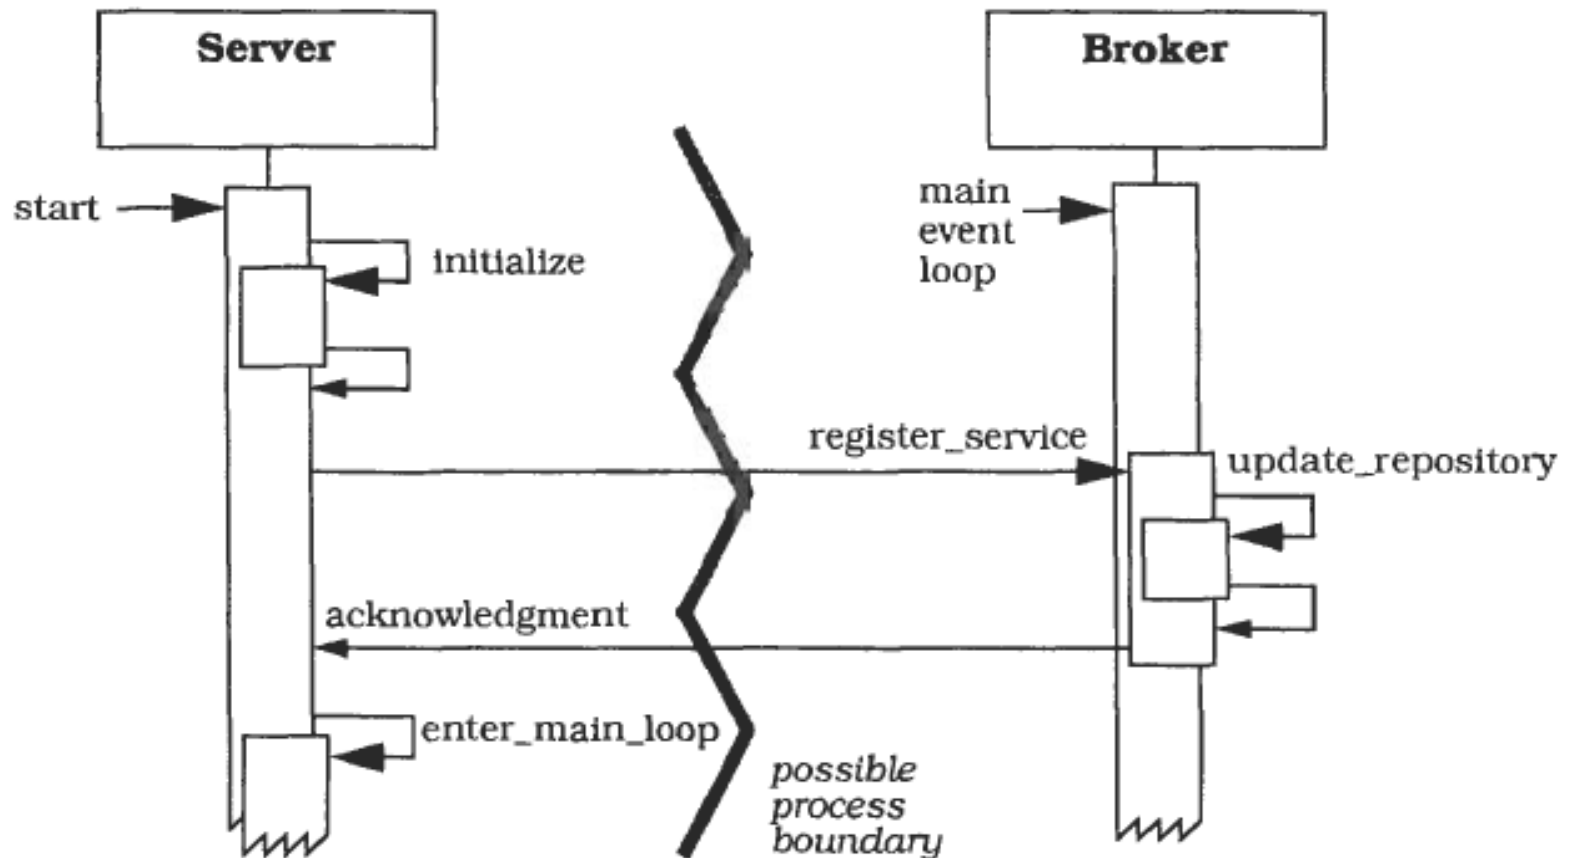 Server
Broker
start
main
event
loop
initialize
register_service
update_repository
acknowledgment
enter_main_loop
possible
process
boundary